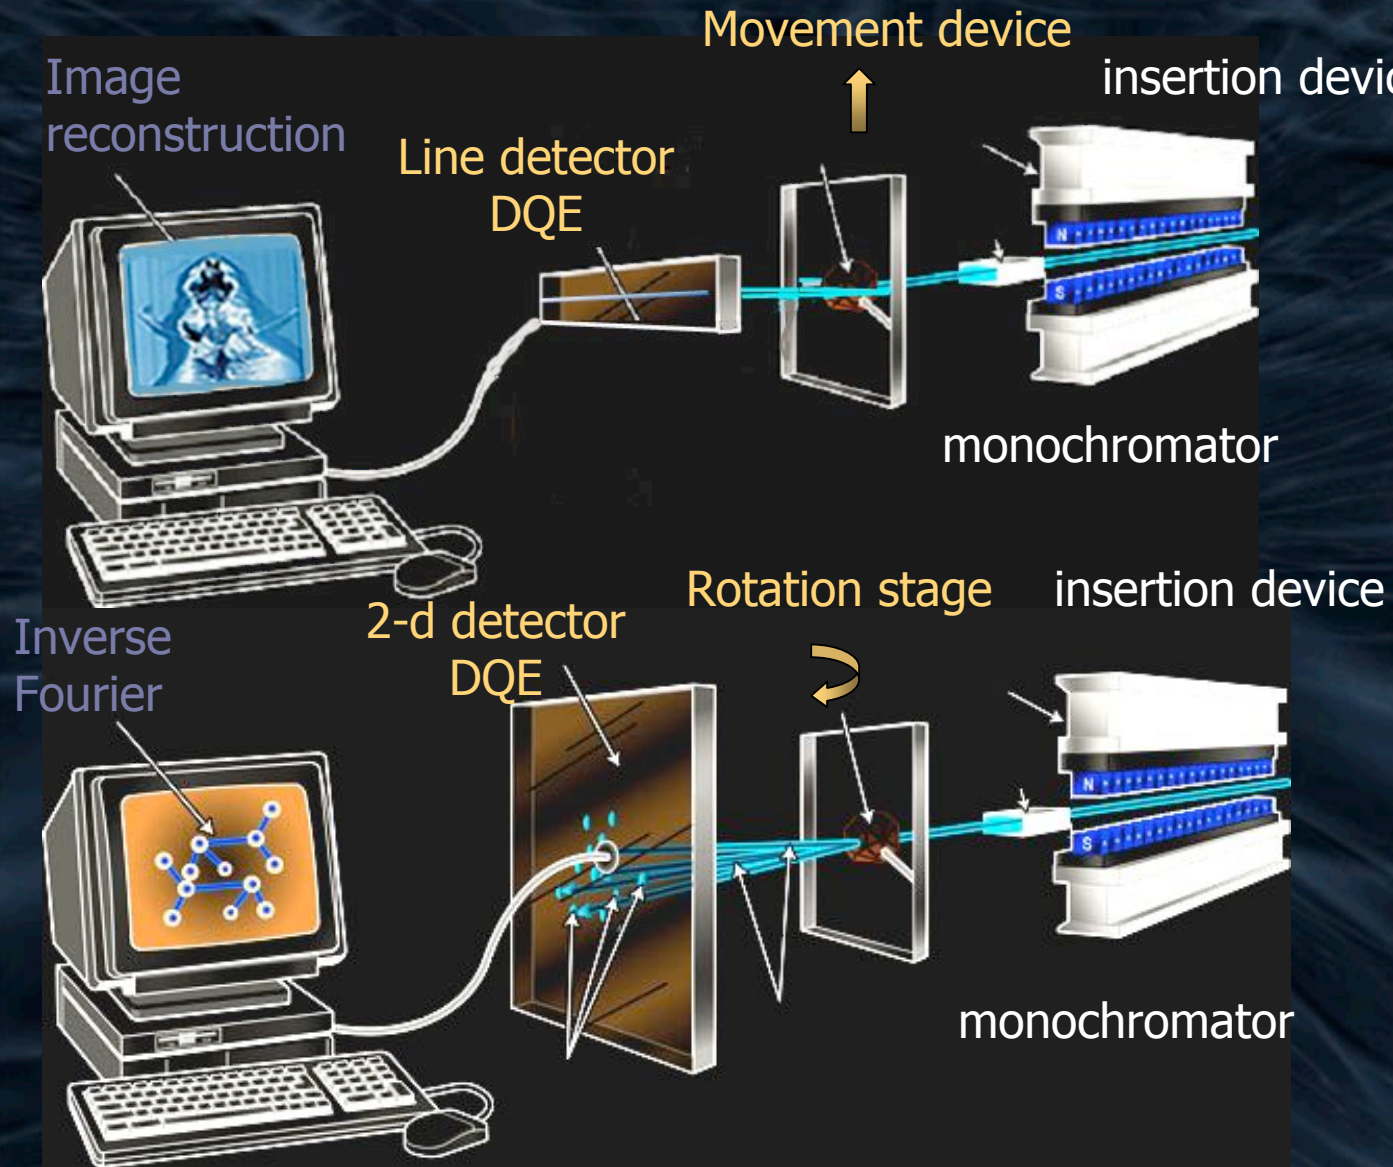 Movement device
insertion devic
Image
reconstruction
Line detector
DQE
N
S
monochromator
Rotation stage
insertion device
2-d detector
DQE
Inverse
Fourier
N
S
monochromator